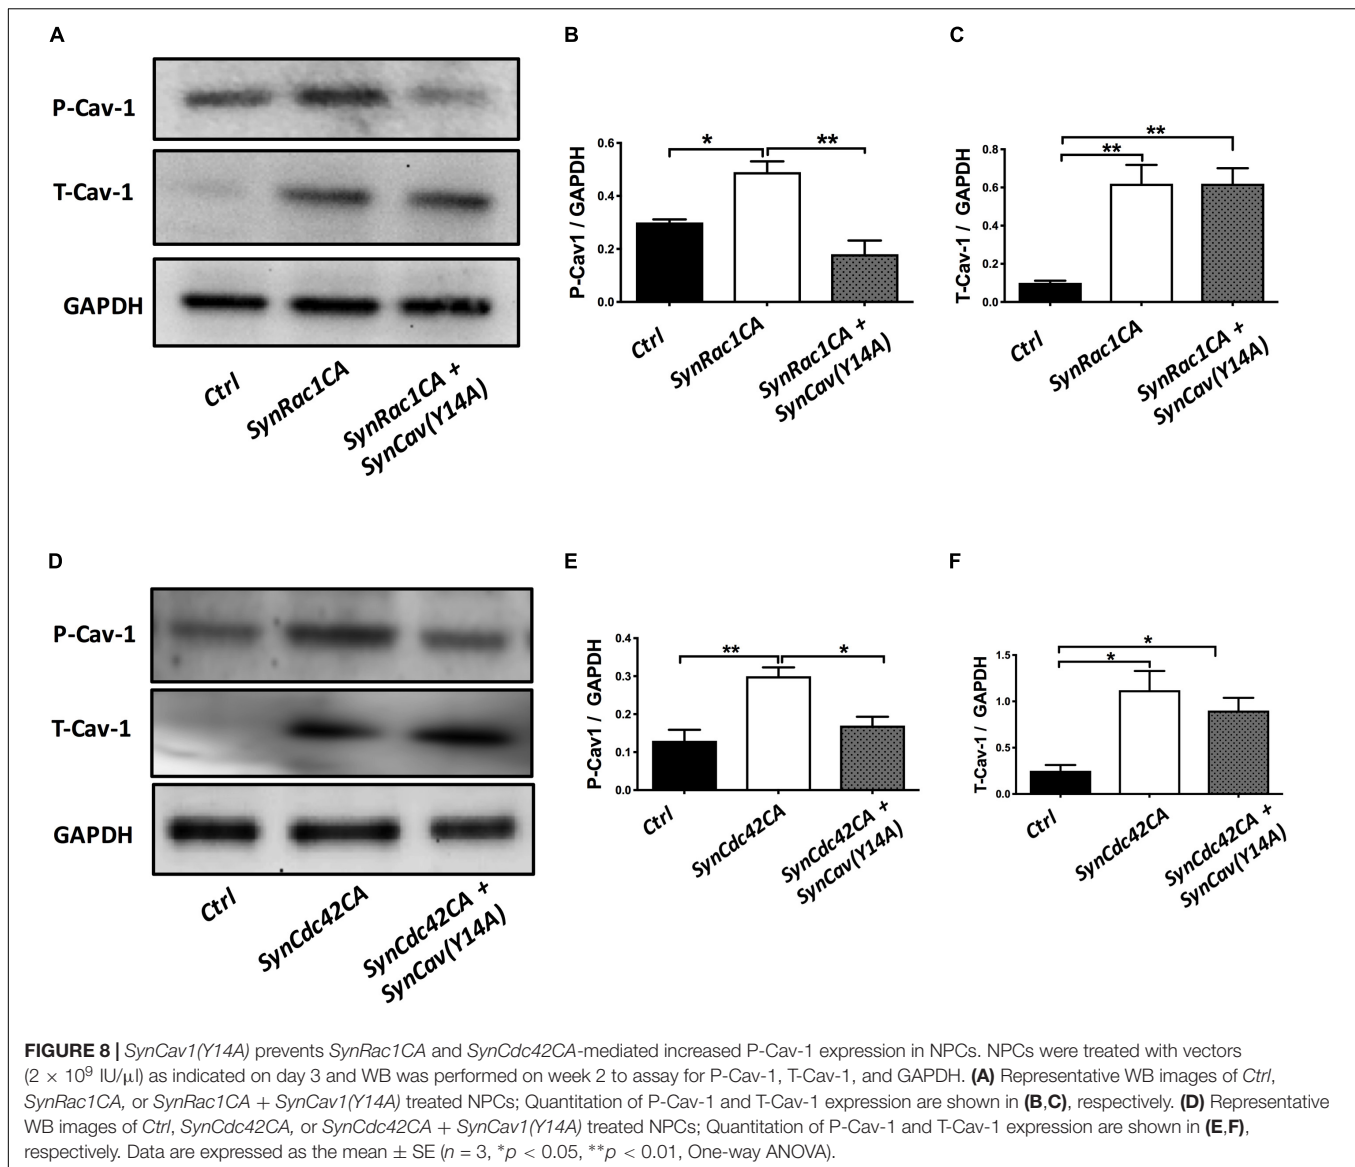 A
P-Cav-1
T-Cav-1
GAPDH
Ctrl
SynRac1CA
SynRac1CA +
SynCav(Y14A)
B
P-Cav1 / GAPDH
0.6
0.4
0.2
0.0
*
**
Ctrl
SynRac1CA
SynRac1CA +
SynCav(Y14A)
C
T-Cav-1 / GAPDH
0.8
0.6
0.4
0.2
0.0
**
**
Ctrl
SynRac1CA
SynRac1CA +
SynCav(Y14A)
D
P-Cav-1
T-Cav-1
GAPDH
Ctrl
SynCdc42CA
SynCdc42CA +
SynCav(Y14A)
E
P-Cav1 / GAPDH
0.4
0.3
0.2
0.1
0.0
**
*
Ctrl
SynCdc42CA
SynCdc42CA +
SynCav(Y14A)
F
T-Cav-1 / GAPDH
1.5
1.0
0.5
0.0
*
*
Ctrl
SynCdc42CA
SynCdc42CA +
SynCav(Y14A)
FIGURE 8 | SynCav1(Y14A) prevents SynRac1CA and SynCdc42CA-mediated increased P-Cav-1 expression in NPCs. NPCs were treated with vectors
(2 × 10⁹ IU/μl) as indicated on day 3 and WB was performed on week 2 to assay for P-Cav-1, T-Cav-1, and GAPDH. (A) Representative WB images of Ctrl,
SynRac1CA, or SynRac1CA + SynCav1(Y14A) treated NPCs; Quantitation of P-Cav-1 and T-Cav-1 expression are shown in (B,C), respectively. (D) Representative
WB images of Ctrl, SynCdc42CA, or SynCdc42CA + SynCav1(Y14A) treated NPCs; Quantitation of P-Cav-1 and T-Cav-1 expression are shown in (E,F),
respectively. Data are expressed as the mean ± SE (n = 3, *p < 0.05, **p < 0.01, One-way ANOVA).